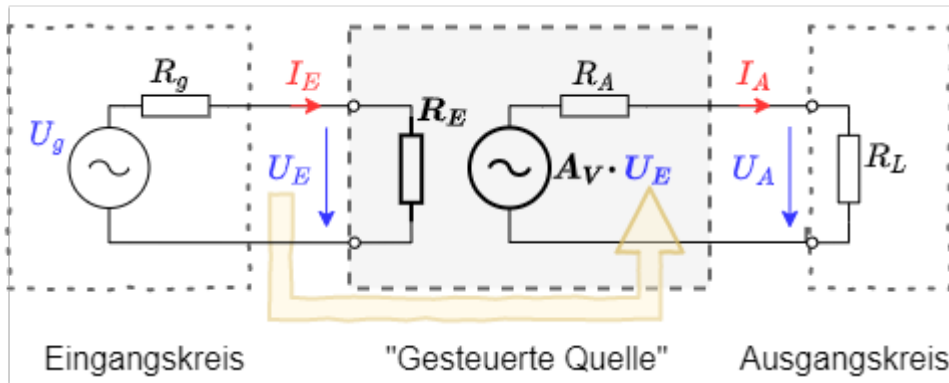 R_g I_E R_E R_A I_A
U_g U_E A_V · U_E U_A R_L
Eingangskreis "Gesteuerte Quelle" Ausgangskreis